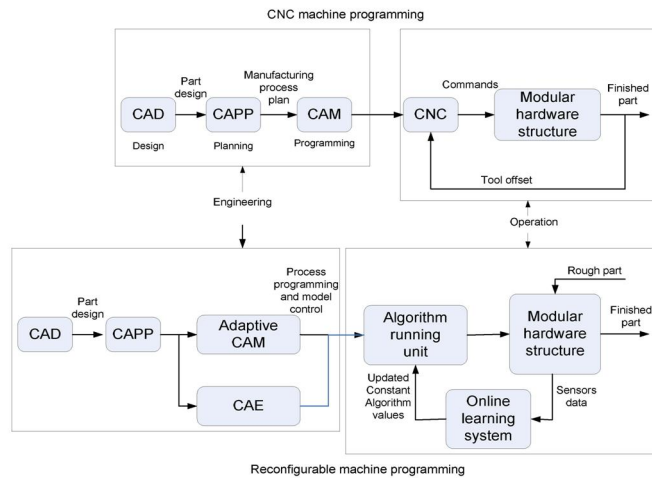 CNC machine programming
Part
design
Manufacturing
process
plan
CAD
CAPP
CAM
Design
Planning
Programming
Commands
Finished
part
CNC
Modular
hardware
structure
Tool offset
Engineering
Operation
Process
programming
and model
control
Part
design
CAD
CAPP
Adaptive
CAM
CAE
Rough part
Algorithm
running
unit
Modular
hardware
structure
Finished
part
Updated
Constant
Algorithm
values
Online
learning
system
Sensors
data
Reconfigurable machine programming